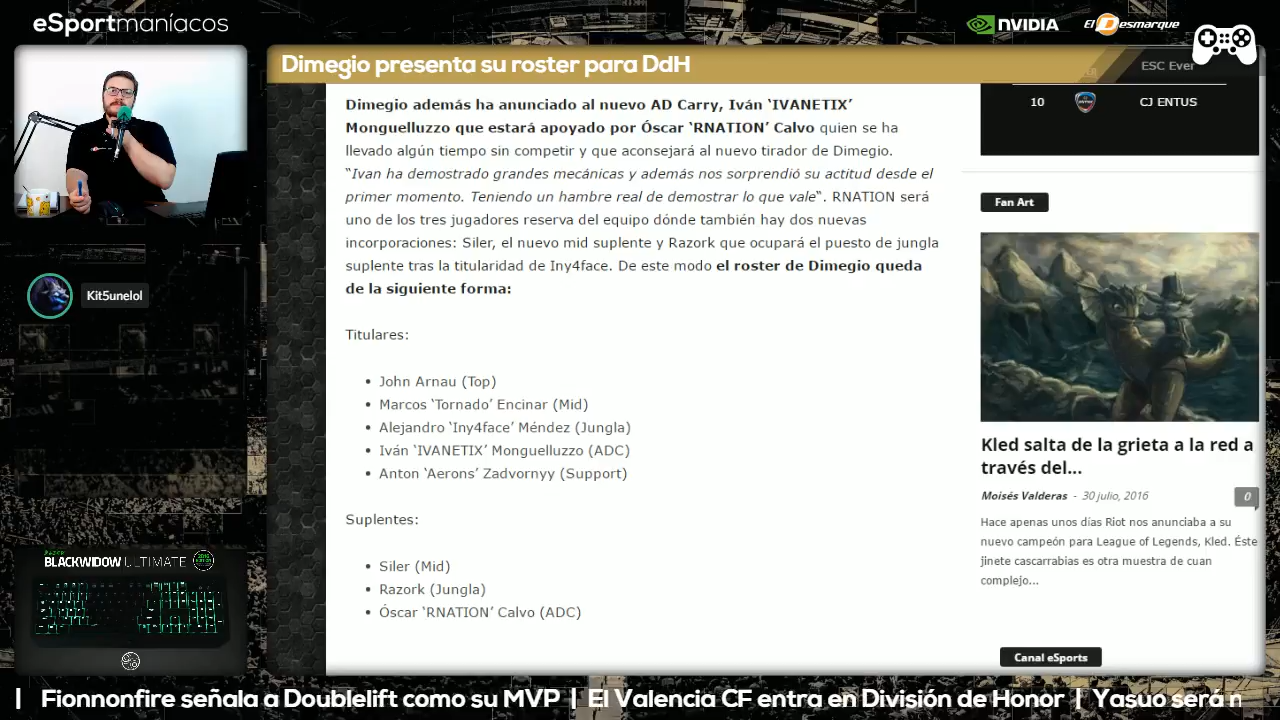 eSportmaníacos
NVIDIA
El Desmarque
Dimegio presenta su roster para DdH
ESC Ever
10 CJ ENTUS
Dimegio además ha anunciado al nuevo AD Carry, Iván ‘IVANETIX’
Monguelluzzo que estará apoyado por Óscar ‘RNATION’ Calvo quien se ha
llevado algún tiempo sin competir y que aconsejará al nuevo tirador de Dimegio.
“Ivan ha demostrado grandes mecánicas y además nos sorprendió su actitud desde el
primer momento. Teniendo un hambre real de demostrar lo que vale“. RNATION será
uno de los tres jugadores reserva del equipo dónde también hay dos nuevas
incorporaciones: Siler, el nuevo mid suplente y Razork que ocupará el puesto de jungla
suplente tras la titularidad de Iny4face. De este modo el roster de Dimegio queda
de la siguiente forma:
Titulares:
• John Arnau (Top)
• Marcos ‘Tornado’ Encinar (Mid)
• Alejandro ‘Iny4face’ Méndez (Jungla)
• Iván ‘IVANETIX’ Monguelluzzo (ADC)
• Anton ‘Aerons’ Zadvornyy (Support)
Suplentes:
• Siler (Mid)
• Razork (Jungla)
• Óscar ‘RNATION’ Calvo (ADC)
Fan Art
Kled salta de la grieta a la red a
través del...
Moisés Valderas - 30 julio, 2016 0
Hace apenas unos días Riot nos anunciaba a su
nuevo campeón para League of Legends, Kled. Éste
jinete cascarrabias es otra muestra de cuan
complejo...
Canal eSports
Kit5unelol
RAZER
BLACKWIDOW ULTIMATE
| Fionnonfire señala a Doublelift como su MVP | El Valencia CF entra en División de Honor | Yasuo será